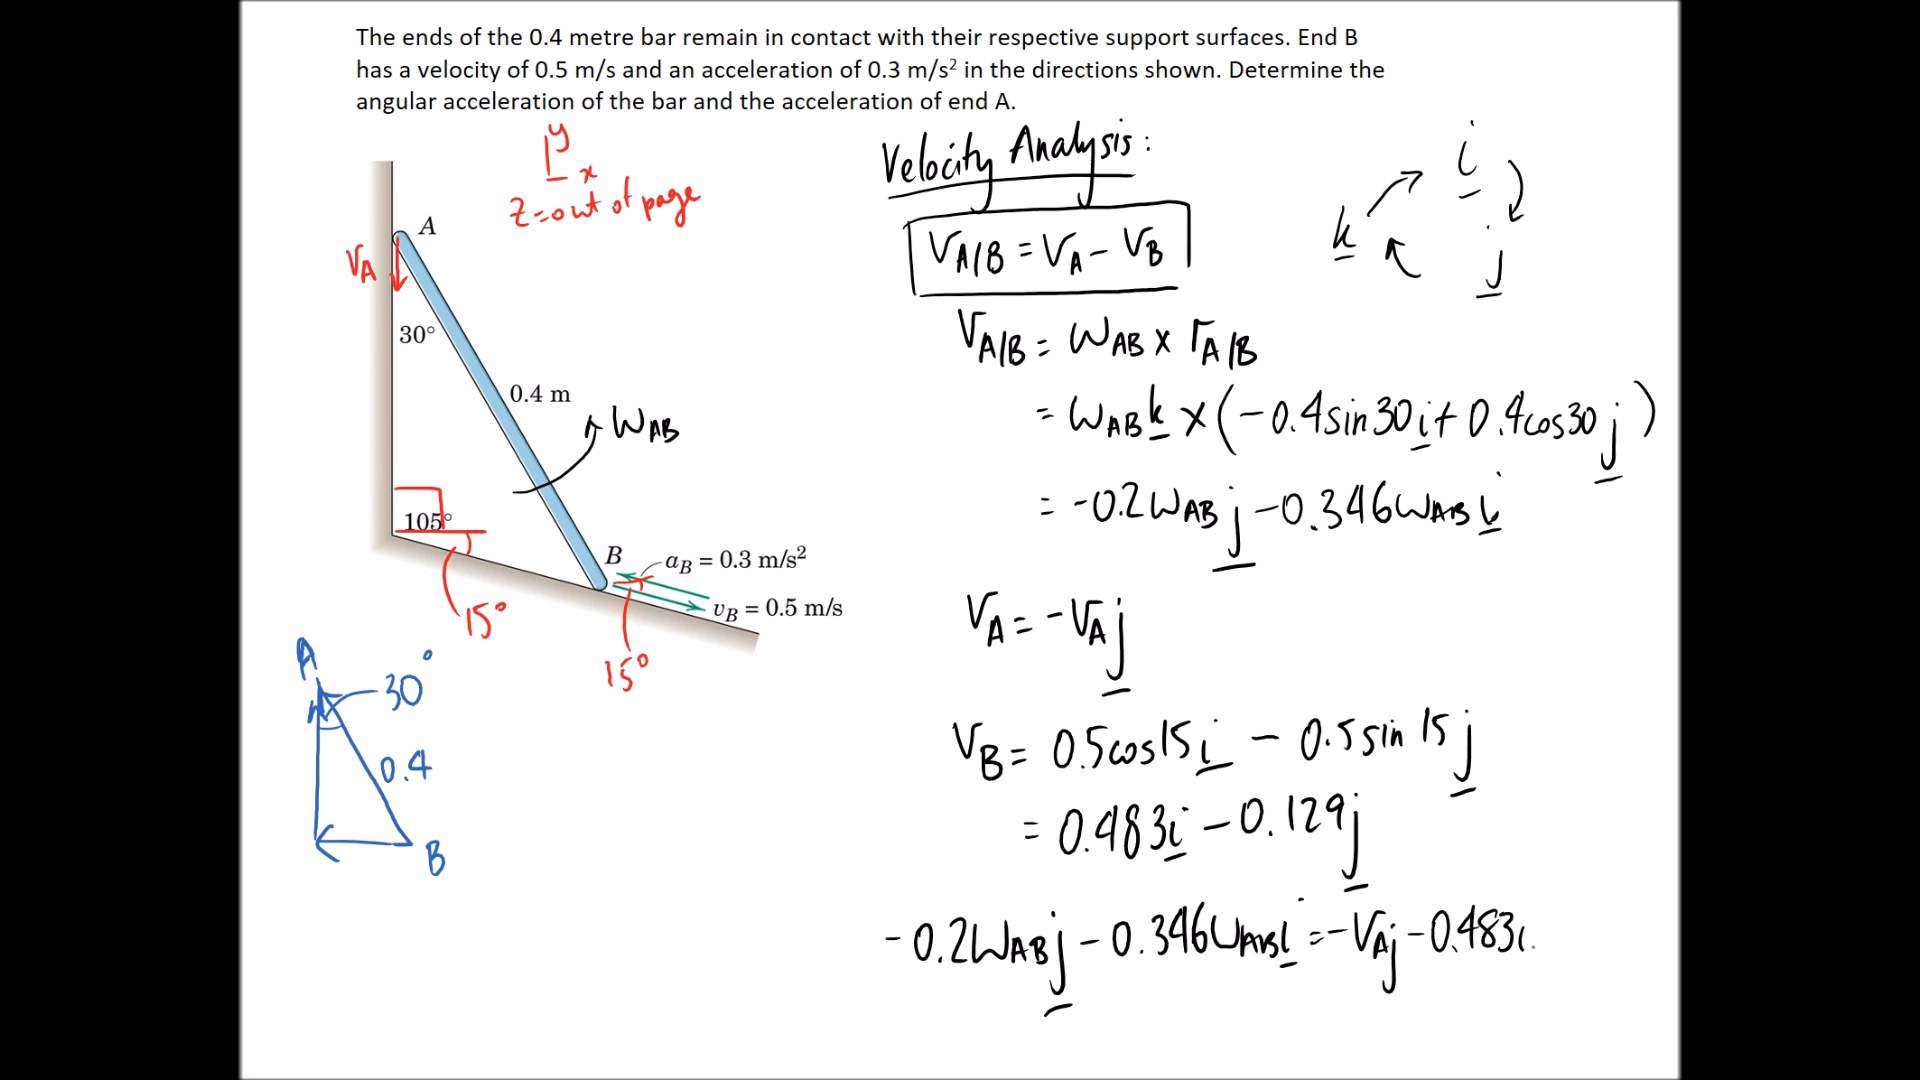 The ends of the 0.4 metre bar remain in contact with their respective support surfaces. End B
has a velocity of 0.5 m/s and an acceleration of 0.3 m/s² in the directions shown. Determine the
angular acceleration of the bar and the acceleration of end A.
y
x
z=out of page
A
V_A
30°
0.4 m
W_AB
105°
B
a_B = 0.3 m/s²
v_B = 0.5 m/s
15°
15°
A
30°
0.4
B
Velocity Analysis:
V_A/B = V_A - V_B
i
k
j
V_A/B = W_AB x r_A/B
= W_AB k x (-0.4sin30 i + 0.4cos30 j)
= -0.2W_AB j - 0.346W_AB i
V_A = -V_A j
V_B = 0.5cos15 i - 0.5sin15 j
= 0.483i - 0.129j
-0.2W_AB j - 0.346W_AB i = -V_A j - 0.483i